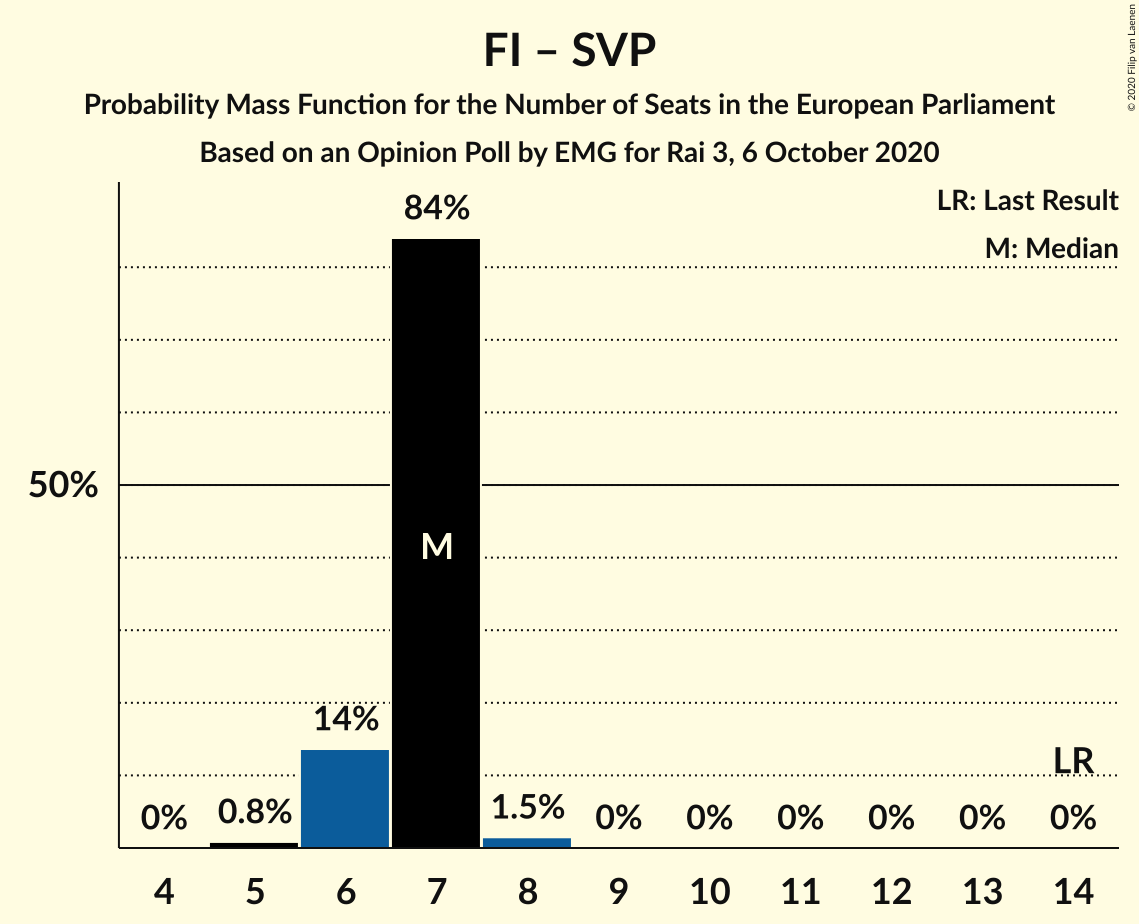 FI – SVP
Probability Mass Function for the Number of Seats in the European Parliament
Based on an Opinion Poll by EMG for Rai 3, 6 October 2020
© 2020 Filip van Laenen
LR: Last Result
M: Median
84%
50%
M
14%
LR
0% 0.8% 1.5% 0% 0% 0% 0% 0% 0%
4 5 6 7 8 9 10 11 12 13 14